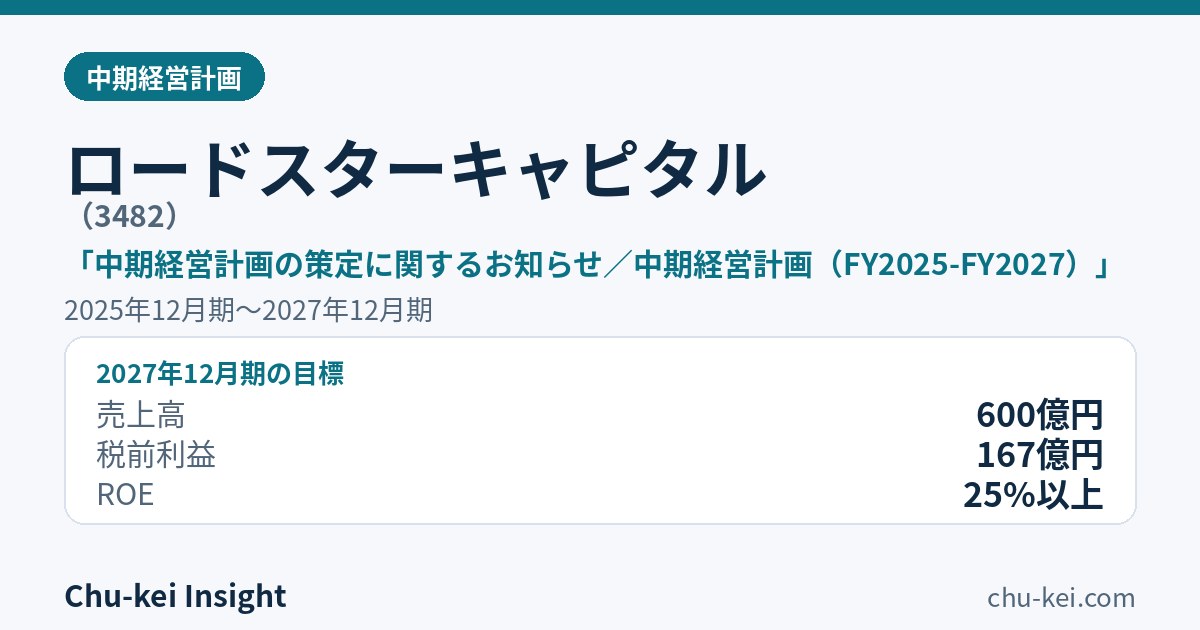 中期経営計画
ロードスターキャピタル
（3482）
「中期経営計画の策定に関するお知らせ／中期経営計画（FY2025-FY2027）」
2025年12月期〜2027年12月期
2027年12月期の目標
売上高 600億円
税前利益 167億円
ROE 25%以上
Chu-kei Insight chu-kei.com